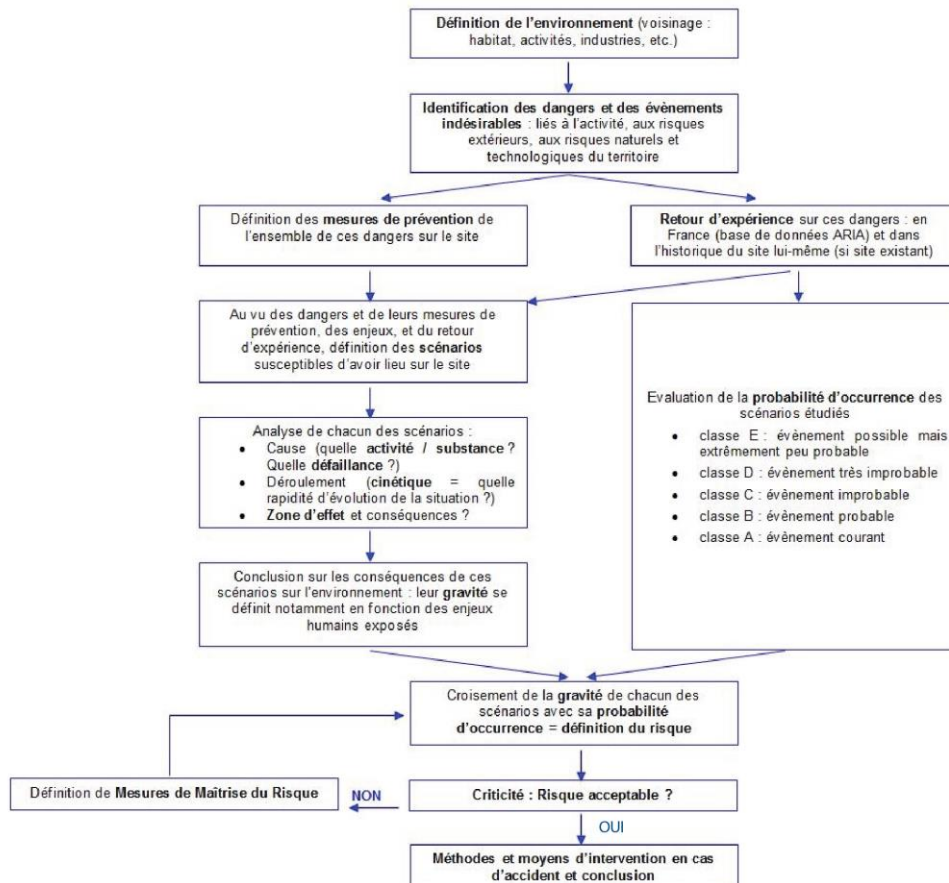 Définition de l'environnement (voisinage :
habitat, activités, industries, etc.)
Identification des dangers et des évènements
indésirables : liés à l'activité, aux risques
extérieurs, aux risques naturels et
technologiques du territoire
Définition des mesures de prévention de
l'ensemble de ces dangers sur le site
Retour d'expérience sur ces dangers : en
France (base de données ARIA) et dans
l'historique du site lui-même (si site existant)
Au vu des dangers et de leurs mesures de
prévention, des enjeux, et du retour
d'expérience, définition des scénarios
susceptibles d'avoir lieu sur le site
Analyse de chacun des scénarios :
• Cause (quelle activité / substance ?
Quelle défaillance ?)
• Déroulement (cinétique = quelle
rapidité d'évolution de la situation ?)
• Zone d'effet et conséquences ?
Conclusion sur les conséquences de ces
scénarios sur l'environnement : leur gravité se
définit notamment en fonction des enjeux
humains exposés
Evaluation de la probabilité d'occurrence des
scénarios étudiés
• classe E : évènement possible mais
extrêmement peu probable
• classe D : évènement très improbable
• classe C : évènement improbable
• classe B : évènement probable
• classe A : évènement courant
Croisement de la gravité de chacun des
scénarios avec sa probabilité
d'occurrence = définition du risque
Définition de Mesures de Maîtrise du Risque
NON
Criticité : Risque acceptable ?
OUI
Méthodes et moyens d'intervention en cas
d'accident et conclusion